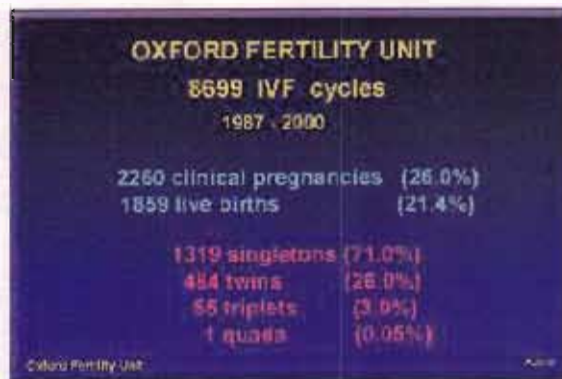 OXFORD FERTILITY UNIT
8699 IVF cycles
1987 - 2000
2260 clinical pregnancies (26.0%)
1859 live births (21.4%)
1319 singletons (71.0%)
484 twins (26.0%)
55 triplets (3.0%)
1 quads (0.05%)
Oxford Fertility Unit